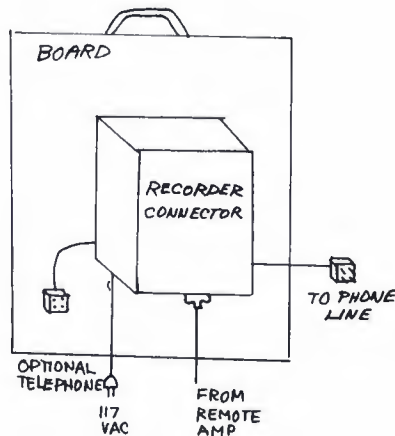 BOARD
RECORDER
CONNECTOR
TO PHONE
LINE
OPTIONAL
TELEPHONE
117
VAC
FROM
REMOTE
AMP